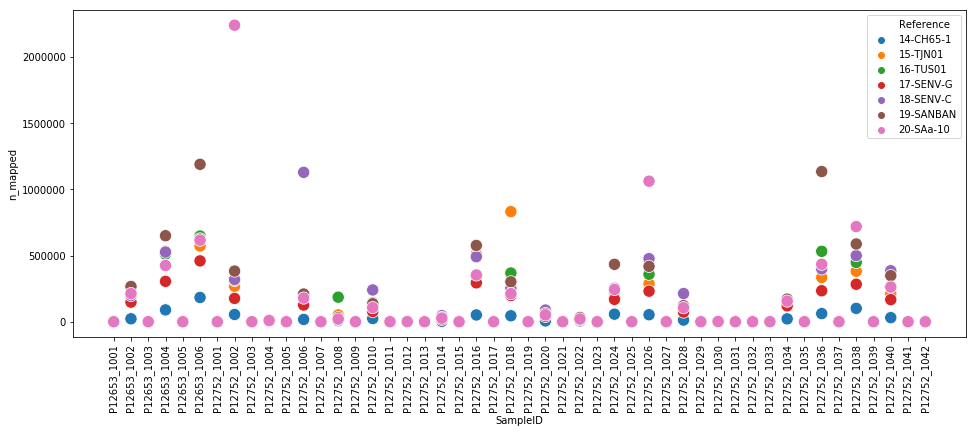 Reference
14-CH65-1
15-TJN01
16-TUS01
17-SENV-G
18-SENV-C
19-SANBAN
20-SAa-10
2000000
1500000
1000000
500000
0
n_mapped
P12653_1001
P12653_1002
P12653_1003
P12653_1004
P12653_1005
P12653_1006
P12752_1001
P12752_1002
P12752_1003
P12752_1004
P12752_1005
P12752_1006
P12752_1007
P12752_1008
P12752_1009
P12752_1010
P12752_1011
P12752_1012
P12752_1013
P12752_1014
P12752_1015
P12752_1016
P12752_1017
P12752_1018
P12752_1019
P12752_1020
P12752_1021
P12752_1022
P12752_1023
P12752_1024
P12752_1025
P12752_1026
P12752_1027
P12752_1028
P12752_1029
P12752_1030
P12752_1031
P12752_1032
P12752_1033
P12752_1034
P12752_1035
P12752_1036
P12752_1037
P12752_1038
P12752_1039
P12752_1040
P12752_1041
P12752_1042
SampleID